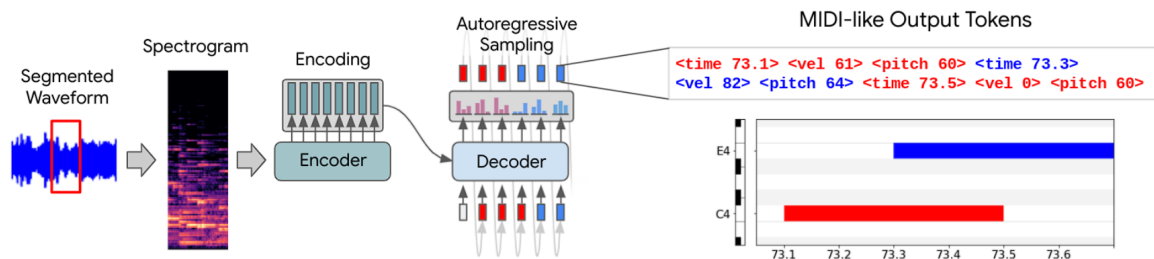 Segmented
Waveform
Spectrogram
Encoding
Encoder
Autoregressive
Sampling
Decoder
MIDI-like Output Tokens
<time 73.1> <vel 61> <pitch 60> <time 73.3>
<vel 82> <pitch 64> <time 73.5> <vel 0> <pitch 60>
E4
C4
73.1 73.2 73.3 73.4 73.5 73.6